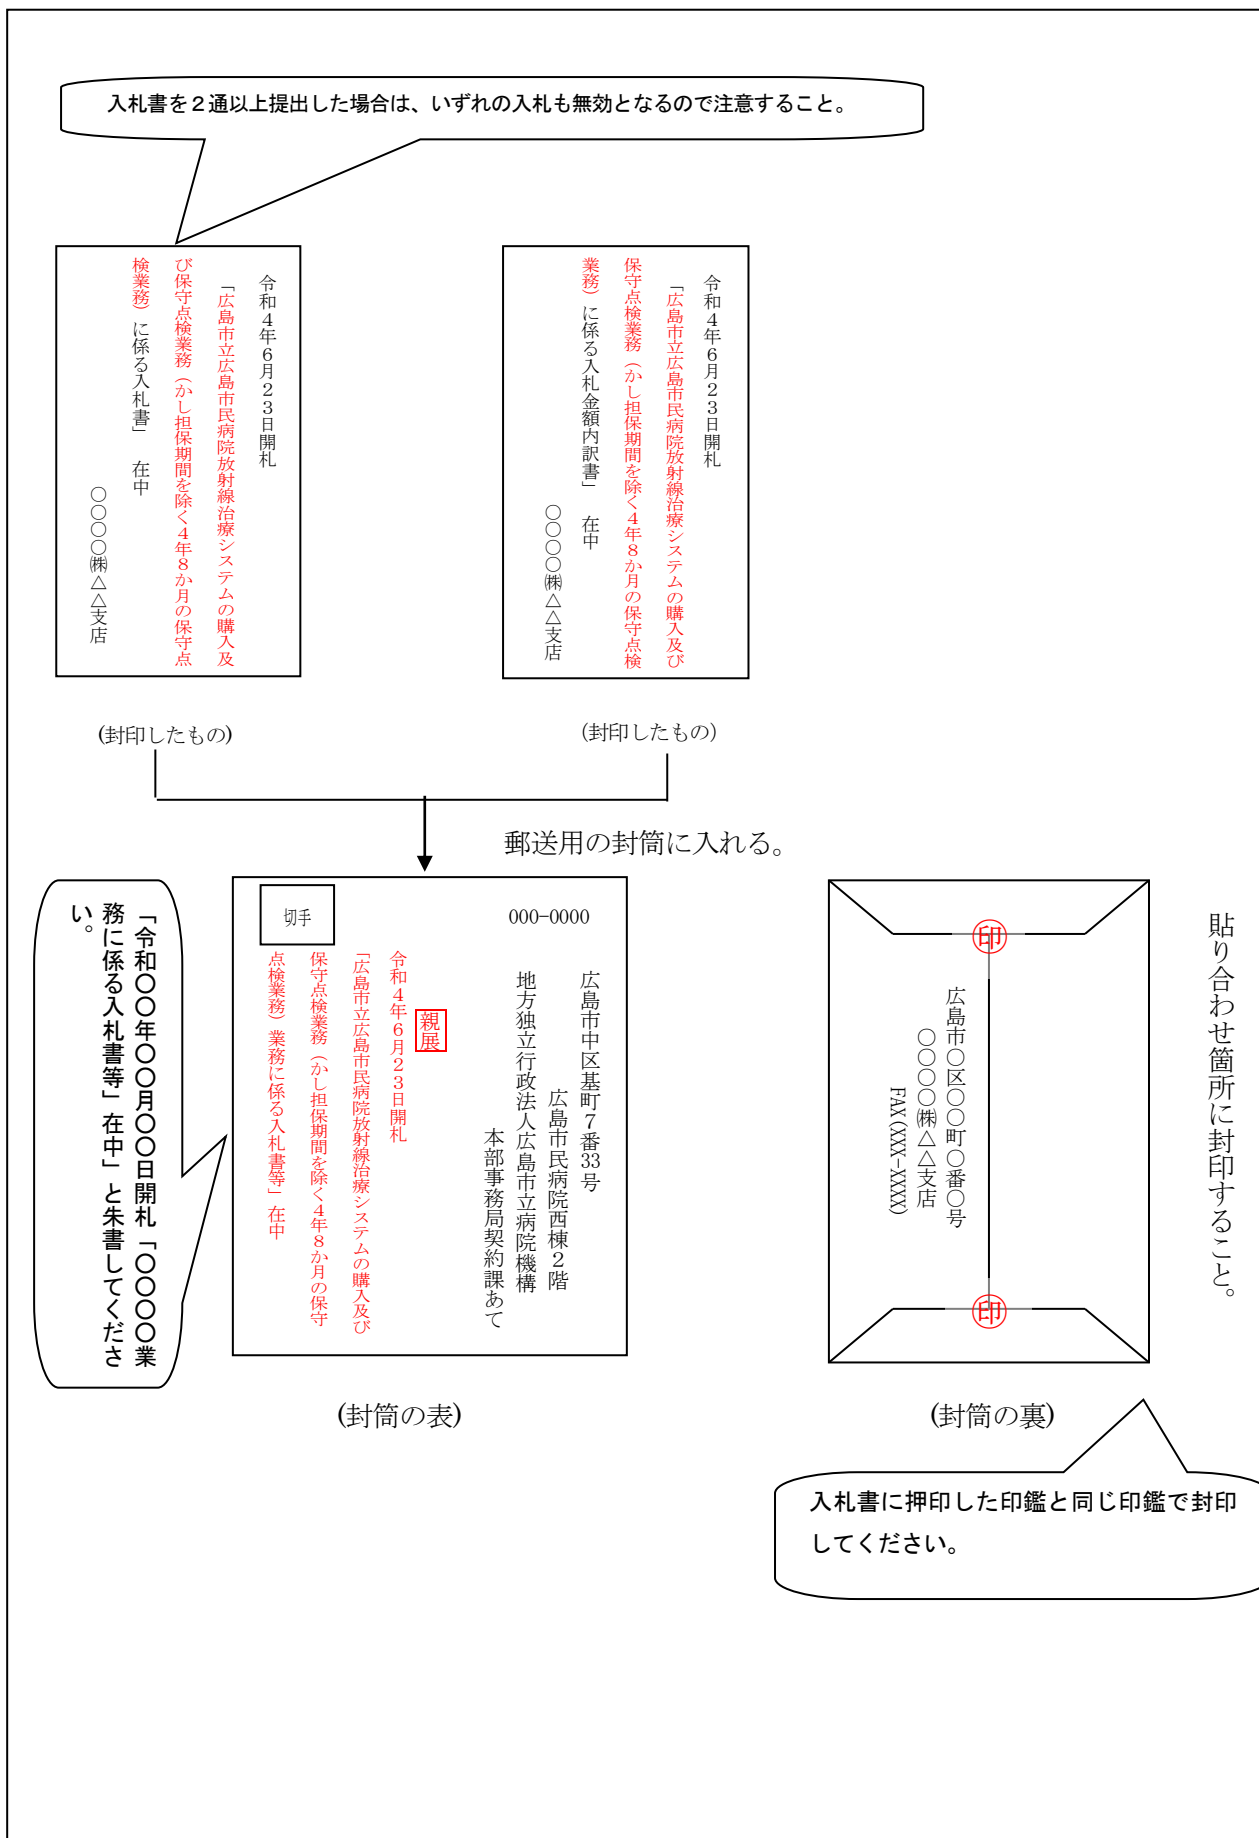 入札書を２通以上提出した場合は、いずれの入札も無効となるので注意すること。
令和４年６月２３日開札
「広島市立広島市民病院放射線治療システムの購入及
び保守点検業務（かし担保期間を除く４年８か月の保守点
検業務）に係る入札書」　在中
〇〇〇〇㈱△△支店
(封印したもの)
令和４年６月２３日開札
「広島市立広島市民病院放射線治療システムの購入及び
保守点検業務（かし担保期間を除く４年８か月の保守点検
業務）に係る入札金額内訳書」　在中
〇〇〇〇㈱△△支店
(封印したもの)
郵送用の封筒に入れる。
「令和〇〇年〇〇月〇〇日開札「〇〇〇〇業
務に係る入札書等」在中」と朱書してくださ
い。
切手
000-0000
広島市中区基町７番33号
広島市民病院西棟２階
地方独立行政法人広島市立病院機構
本部事務局契約課あて
親展
令和４年６月２３日開札
「広島市立広島市民病院放射線治療システムの購入及び
保守点検業務（かし担保期間を除く４年８か月の保守
点検業務）業務に係る入札書等」在中
(封筒の表)
貼り合わせ箇所に封印すること。
印
広島市〇区〇〇町〇番〇号
〇〇〇〇㈱△△支店
FAX(XXX-XXXX)
印
(封筒の裏)
入札書に押印した印鑑と同じ印鑑で封印
してください。